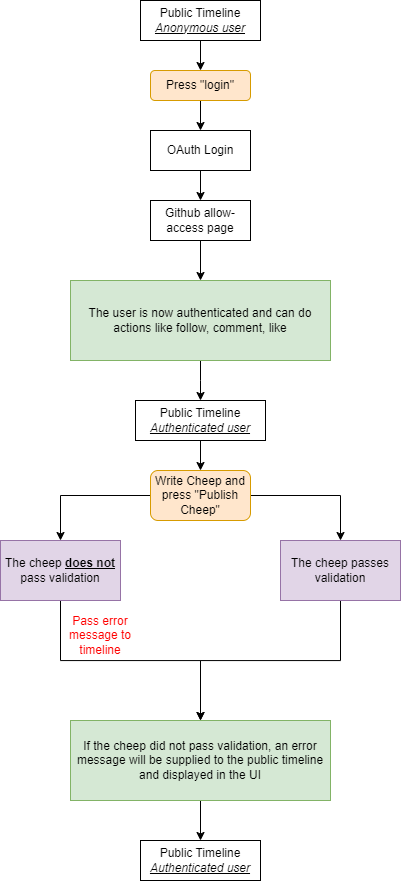 Public Timeline
Anonymous user
Press "login"
OAuth Login
Github allow-
access page
The user is now authenticated and can do
actions like follow, comment, like
Public Timeline
Authenticated user
Write Cheep and
press "Publish
Cheep"
The cheep does not
pass validation
The cheep passes
validation
Pass error
message to
timeline
If the cheep did not pass validation, an error
message will be supplied to the public timeline
and displayed in the UI
Public Timeline
Authenticated user